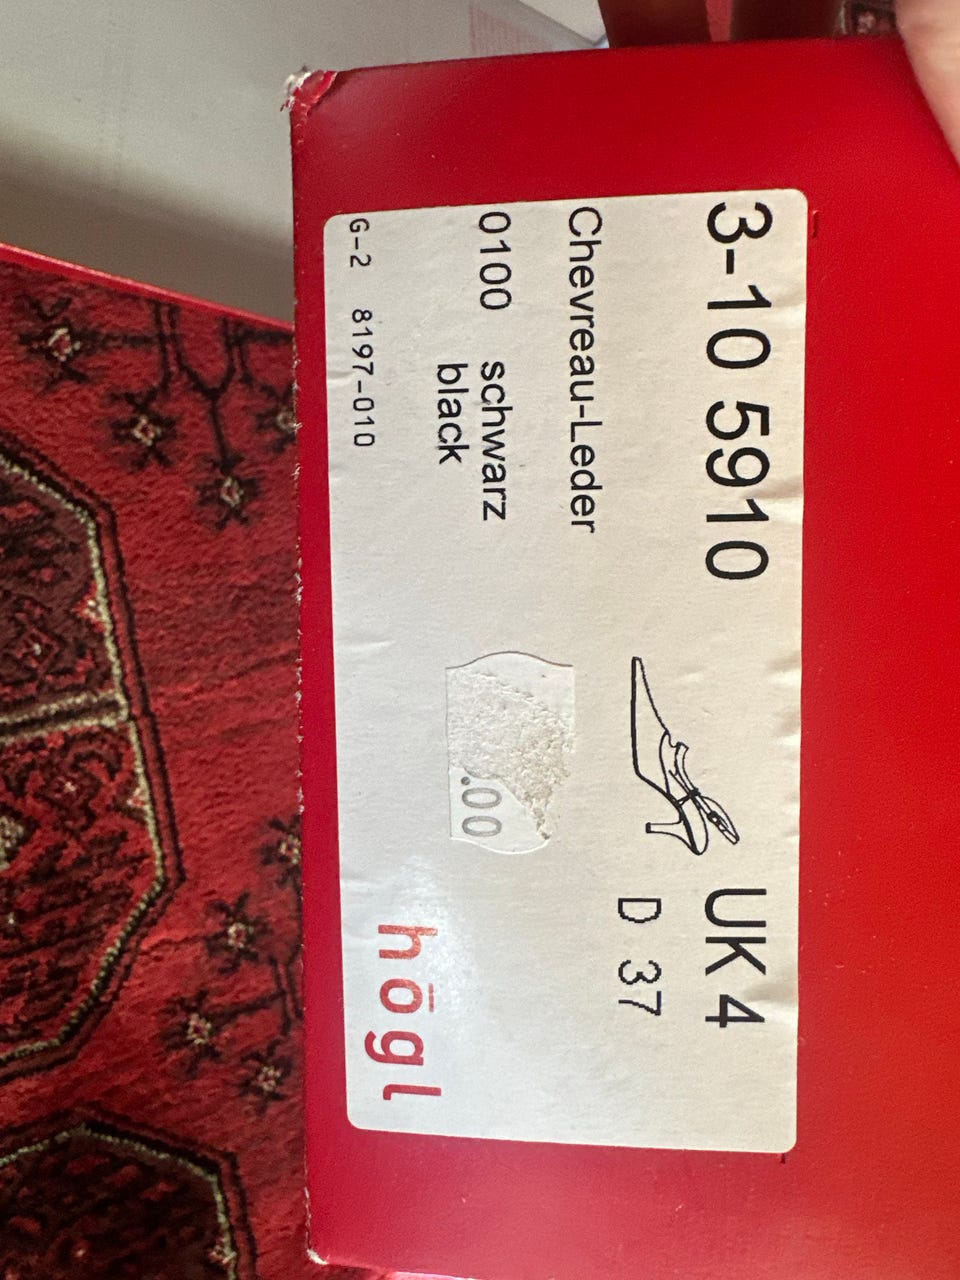 3-10 5910
UK 4
D 37
Chevreau-Leder
0100 schwarz
black
.00
G-2 8197-010
högl